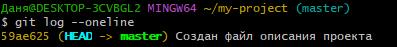 Даня@DESKTOP-3CVBGL2 MINGW64 ~/my-project (master)
$ git log --oneline
59ae625 (HEAD -> master) Создан файл описания проекта